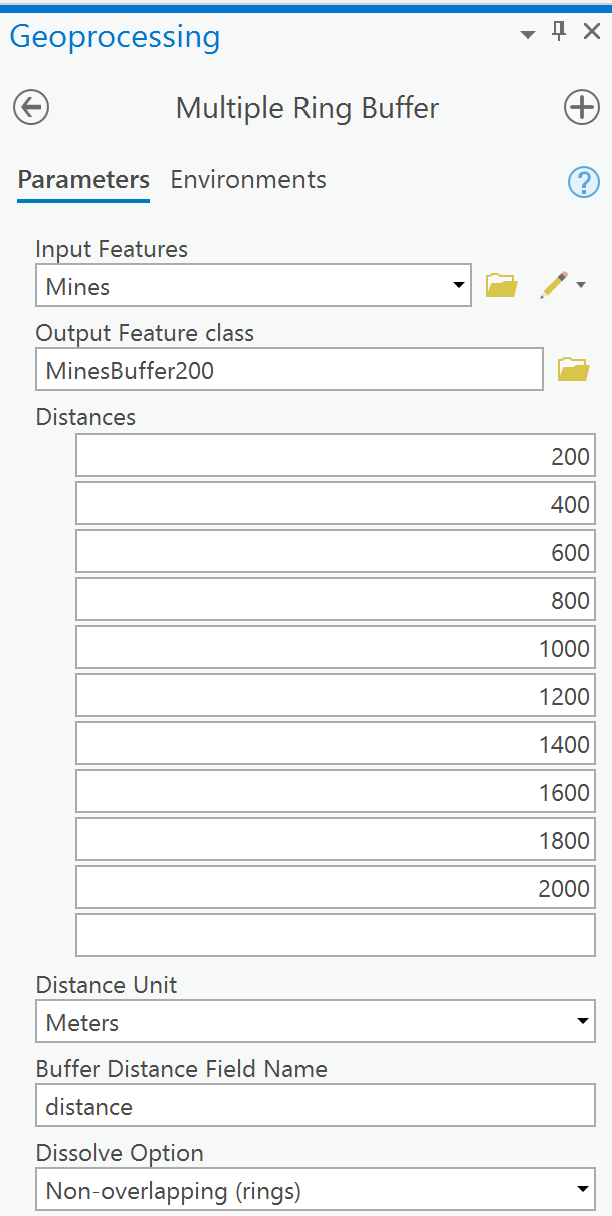 Geoprocessing
Multiple Ring Buffer
Parameters Environments
?
Input Features
Mines
Output Feature class
MinesBuffer200
Distances
200
400
600
800
1000
1200
1400
1600
1800
2000
Distance Unit
Meters
Buffer Distance Field Name
distance
Dissolve Option
Non-overlapping (rings)